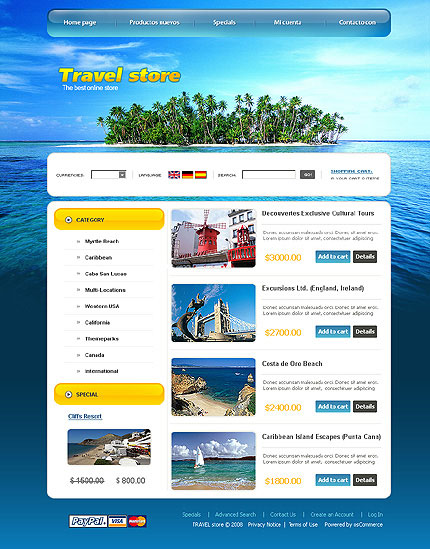 Home page Productos nuevos Specials Mi cuenta Contactocon
Travel store
The best online store
CURRENCIES: LANGUAGE: SEARCH: GO!
SHOPPING CART:
CATEGORY
Myrtle Beach
Caribbean
Cabo San Lucas
Multi-Locations
Western USA
California
Themeparks
Canada
International
SPECIAL
Cliffs Resort
$ 1500.00 $ 800.00
Decouvertes Exclusive Cultural Tours
Donec accumsan malesuada orci. Donec sit amet eros.
Lorem ipsum dolor sit amet, consectetuer adipiscing
$3000.00 Add to cart Details
Excursions Ltd. (England, Ireland)
Donec accumsan malesuada orci. Donec sit amet eros.
Lorem ipsum dolor sit amet, consectetuer adipiscing
$2700.00 Add to cart Details
Costa de Oro Beach
Donec accumsan malesuada orci. Donec sit amet eros.
Lorem ipsum dolor sit amet, consectetuer adipiscing
$2400.00 Add to cart Details
Caribbean Island Escapes (Punta Cana)
Donec accumsan malesuada orci. Donec sit amet eros.
Lorem ipsum dolor sit amet, consectetuer adipiscing
$1800.00 Add to cart Details
PayPal VISA MasterCard
Specials | Advanced Search | Contact Us | Create an Account | Log In
TRAVEL store © 2008 Privacy Notice | Terms of Use Powered by osCommerce